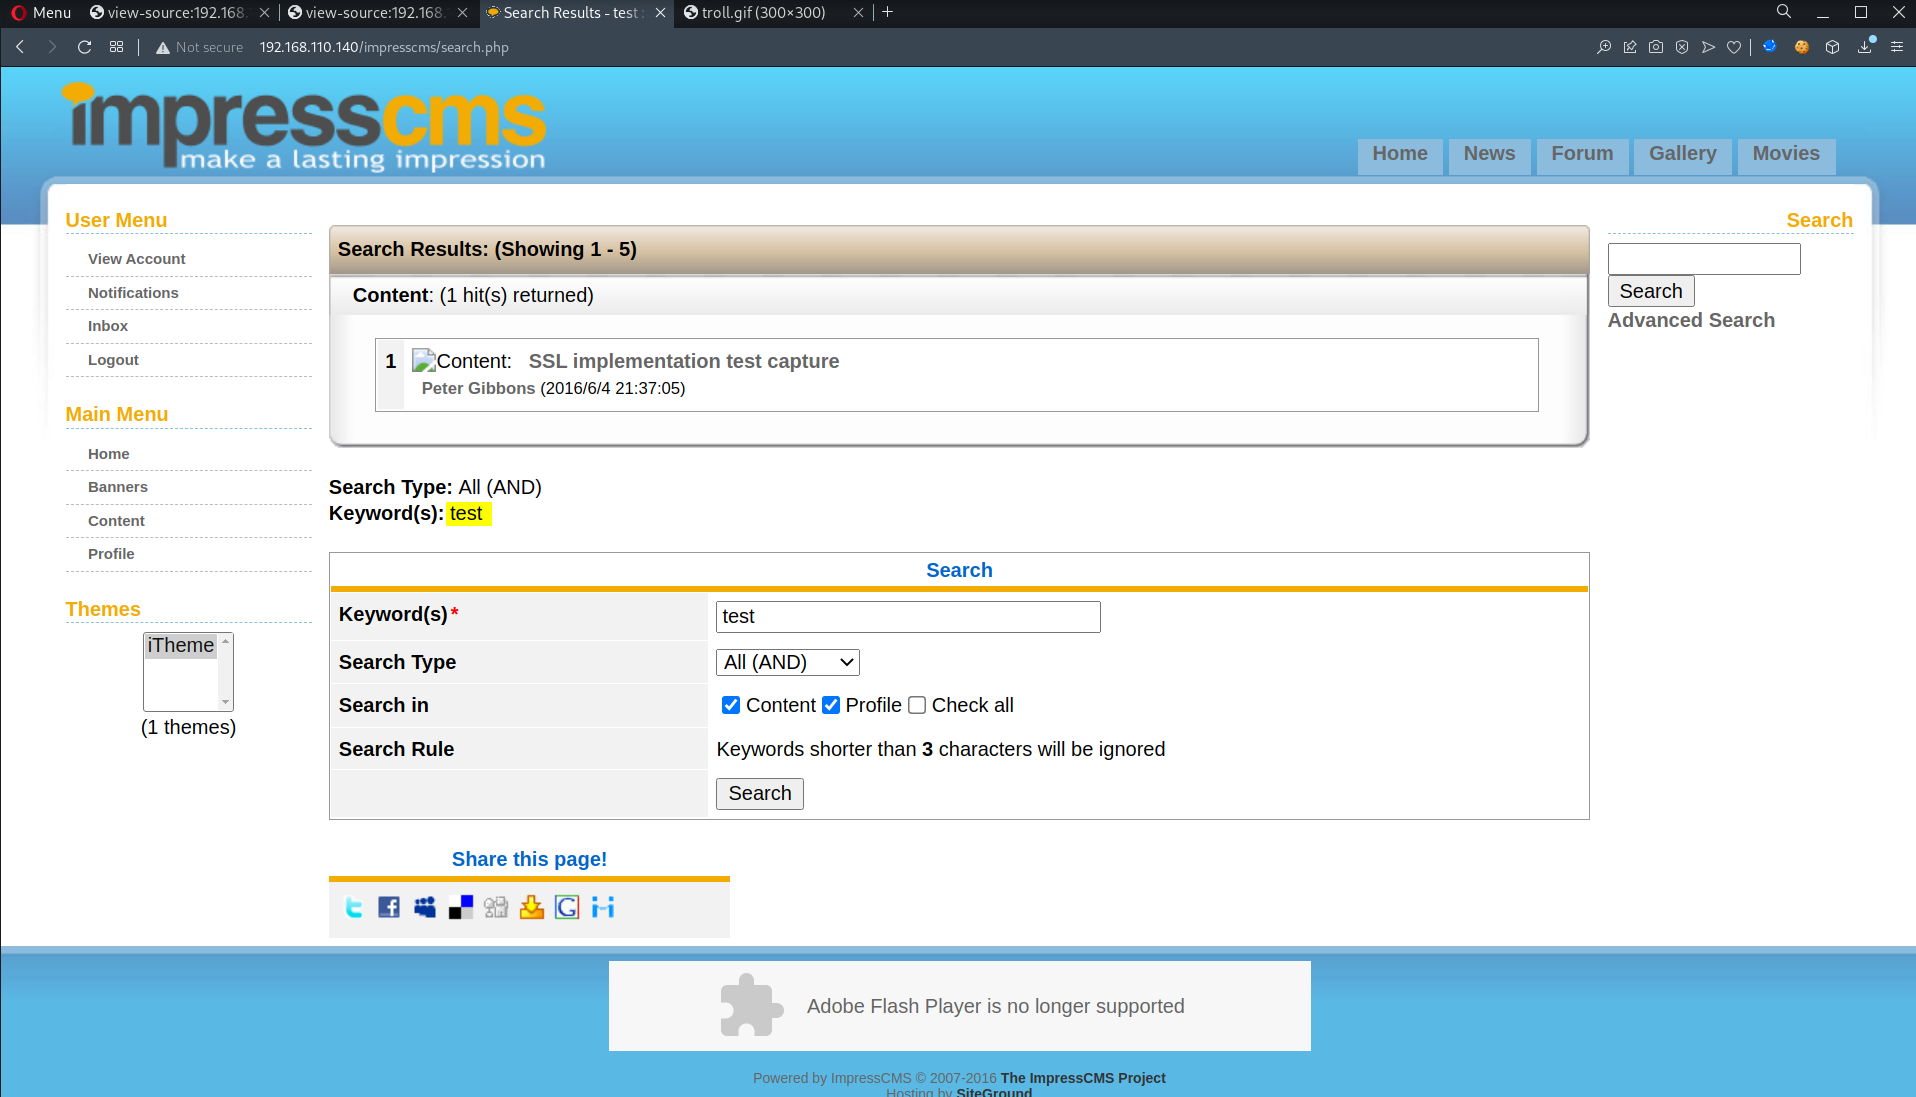 Menu view-source:192.168. view-source:192.168. Search Results - test troll.gif (300×300)
Not secure 192.168.110.140/impresscms/search.php
impresscms
make a lasting impression
Home News Forum Gallery Movies
User Menu
View Account
Notifications
Inbox
Logout
Main Menu
Home
Banners
Content
Profile
Themes
iTheme
(1 themes)
Search Results: (Showing 1 - 5)
Content: (1 hit(s) returned)
1 Content: SSL implementation test capture
Peter Gibbons (2016/6/4 21:37:05)
Search Type: All (AND)
Keyword(s): test
Search
Keyword(s)* test
Search Type All (AND)
Search in Content Profile Check all
Search Rule Keywords shorter than 3 characters will be ignored
Search
Share this page!
Search
Search
Advanced Search
Adobe Flash Player is no longer supported
Powered by ImpressCMS © 2007-2016 The ImpressCMS Project
Hosting by SiteGround